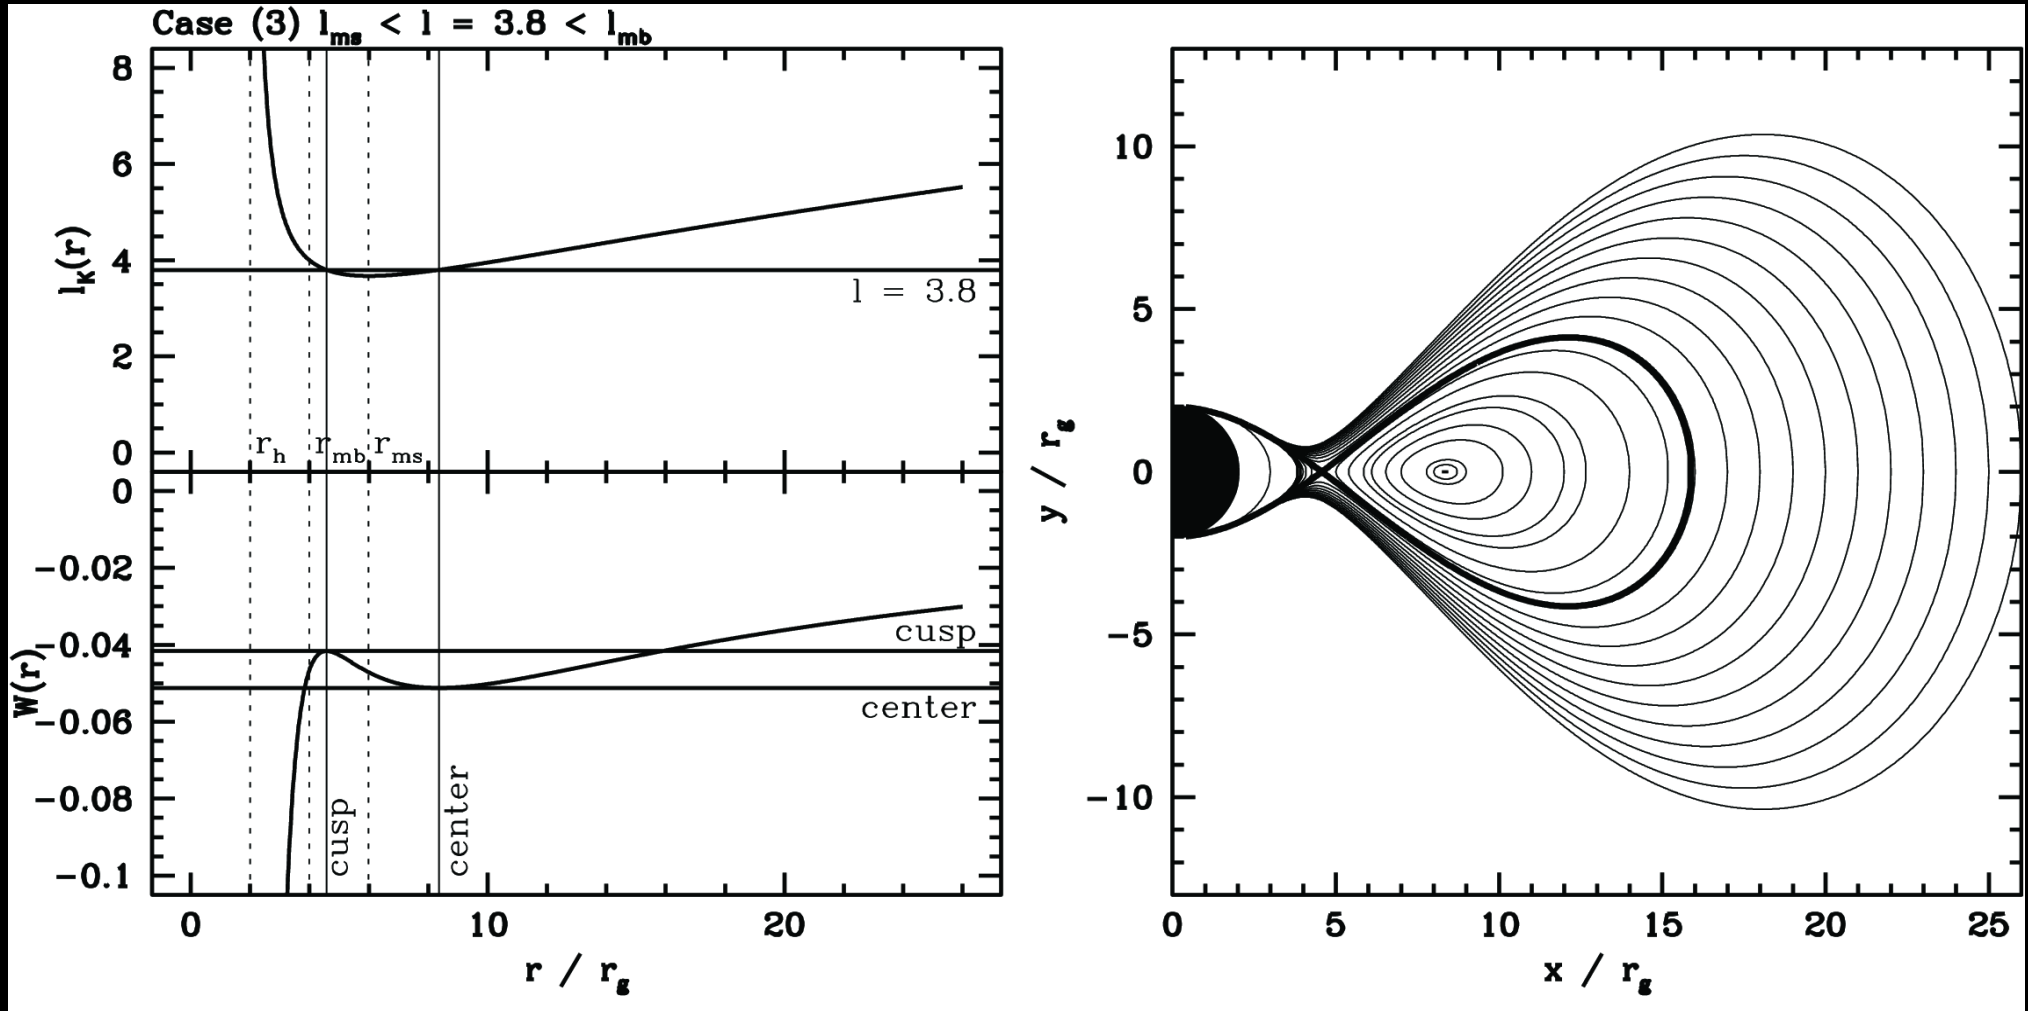 Case (3) l_ms < l = 3.8 < l_mb
8
6
4
2
0
l_K(r)
l = 3.8
r_h r_mb r_ms
0
−0.02
−0.04
−0.06
−0.08
−0.1
W(r)
cusp
center
cusp
center
0 10 20
r / r_g
10
5
0
−5
−10
y / r_g
0 5 10 15 20 25
x / r_g